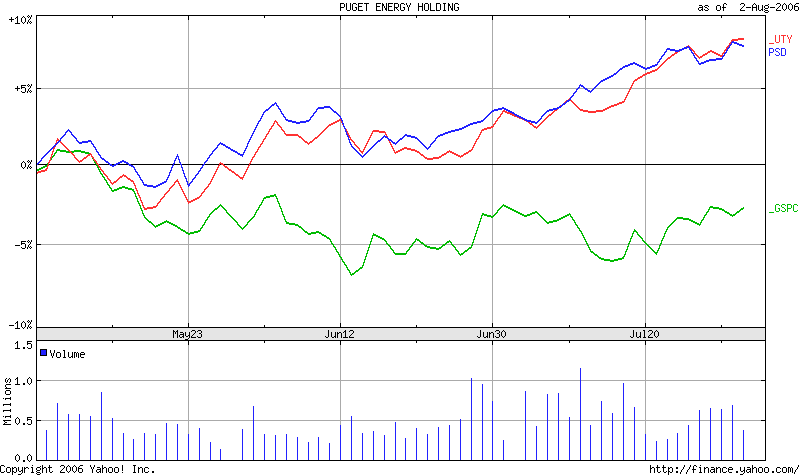 PUGET ENERGY HOLDING as of 2-Aug-2006
+10%
_UTY
PSD
+5%
0%
_GSPC
-5%
-10%
May23 Jun12 Jun30 Jul20
1.5
Volume
1.0
Millions
0.5
0.0
Copyright 2006 Yahoo! Inc. http://finance.yahoo.com/